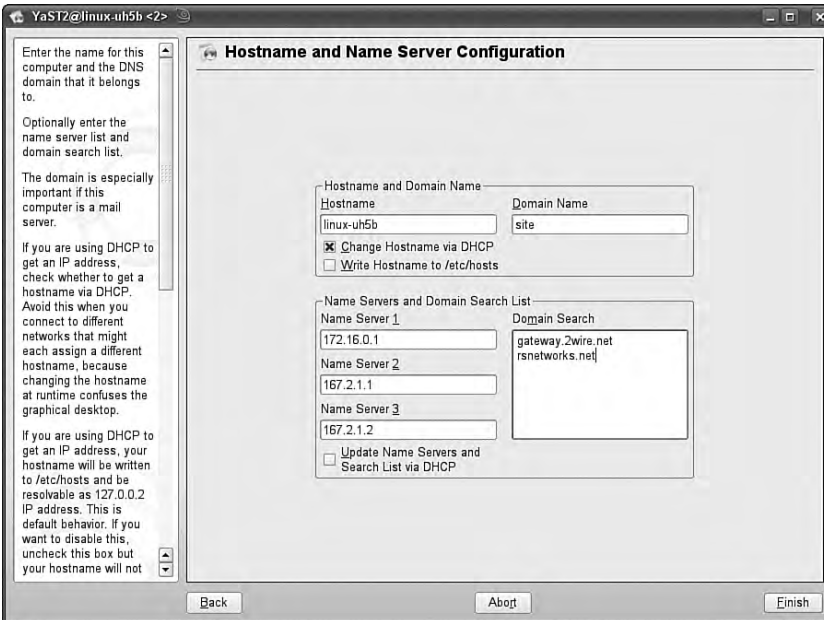 YaST2@linux-uh5b <2>
Enter the name for this
computer and the DNS
domain that it belongs
to.
Optionally enter the
name server list and
domain search list.
The domain is especially
important if this
computer is a mail
server.
If you are using DHCP to
get an IP address,
check whether to get a
hostname via DHCP.
Avoid this when you
connect to different
networks that might
each assign a different
hostname, because
changing the hostname
at runtime confuses the
graphical desktop.
If you are using DHCP to
get an IP address, your
hostname will be written
to /etc/hosts and be
resolvable as 127.0.0.2
IP address. This is
default behavior. If you
want to disable this,
uncheck this box but
your hostname will not
Hostname and Name Server Configuration
Hostname and Domain Name
Hostname
linux-uh5b
Domain Name
site
Change Hostname via DHCP
Write Hostname to /etc/hosts
Name Servers and Domain Search List
Name Server 1
172.16.0.1
Name Server 2
167.2.1.1
Name Server 3
167.2.1.2
Domain Search
gateway.2wire.net
rsnetworks.net
Update Name Servers and
Search List via DHCP
Back
Abort
Finish